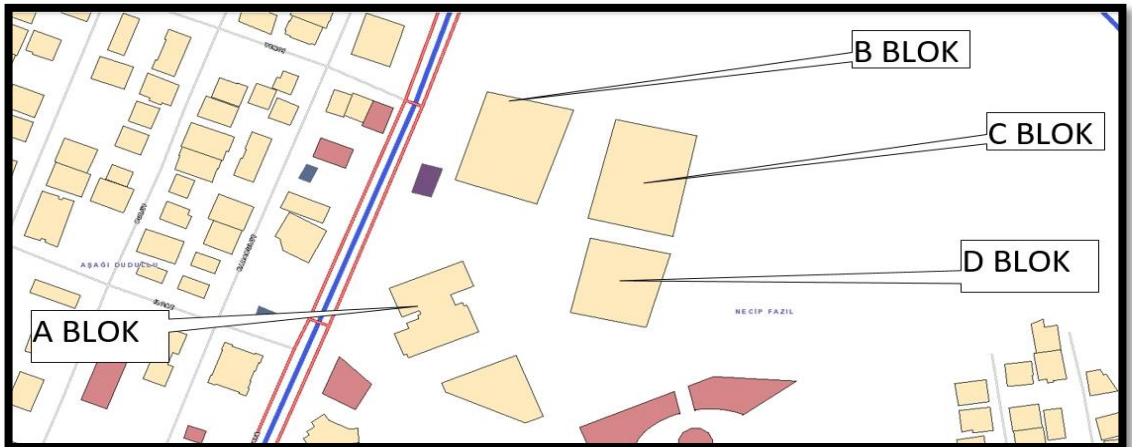 B BLOK
C BLOK
AŞAĞI DUDULLU
D BLOK
NECİP FAZIL
A BLOK